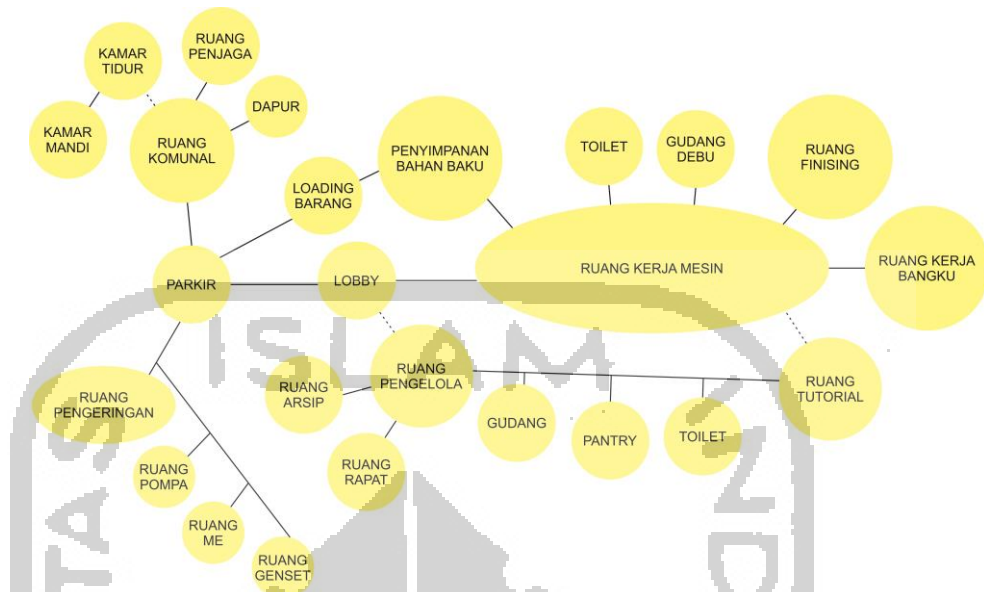 KAMAR
TIDUR
RUANG
PENJAGA
DAPUR
KAMAR
MANDI
RUANG
KOMUNAL
PENYIMPANAN
BAHAN BAKU
TOILET
GUDANG
DEBU
RUANG
FINISING
LOADING
BARANG
RUANG KERJA MESIN
RUANG KERJA
BANGKU
PARKIR
LOBBY
RUANG
PENGERINGAN
RUANG
ARSIP
RUANG
PENGELOLA
GUDANG
PANTRY
TOILET
RUANG
TUTORIAL
RUANG
POMPA
RUANG
RAPAT
RUANG
ME
RUANG
GENSET
ISLAM
TAS